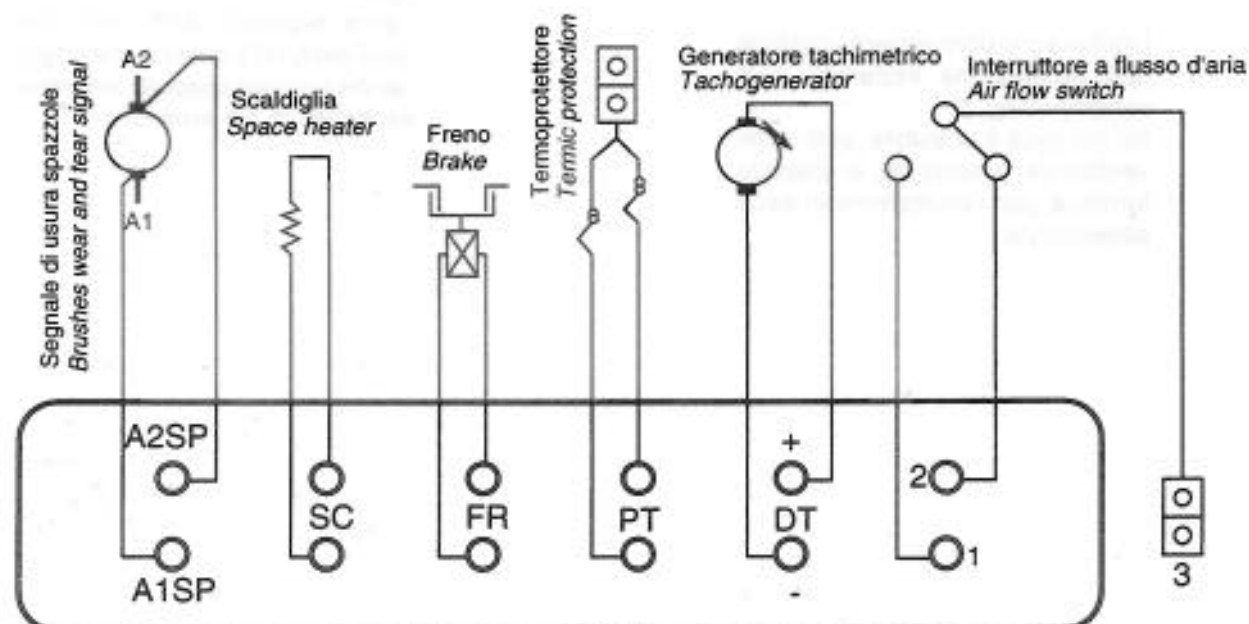 Segnale di usura spazzole
Brushes wear and tear signal
A2
A1
Scaldiglia
Space heater
Freno
Brake
Termoprotettore
Termic protection
B
B
Generatore tachimetrico
Tachogenerator
Interruttore a flusso d'aria
Air flow switch
A2SP
A1SP
SC
FR
PT
+
DT
-
2
1
3